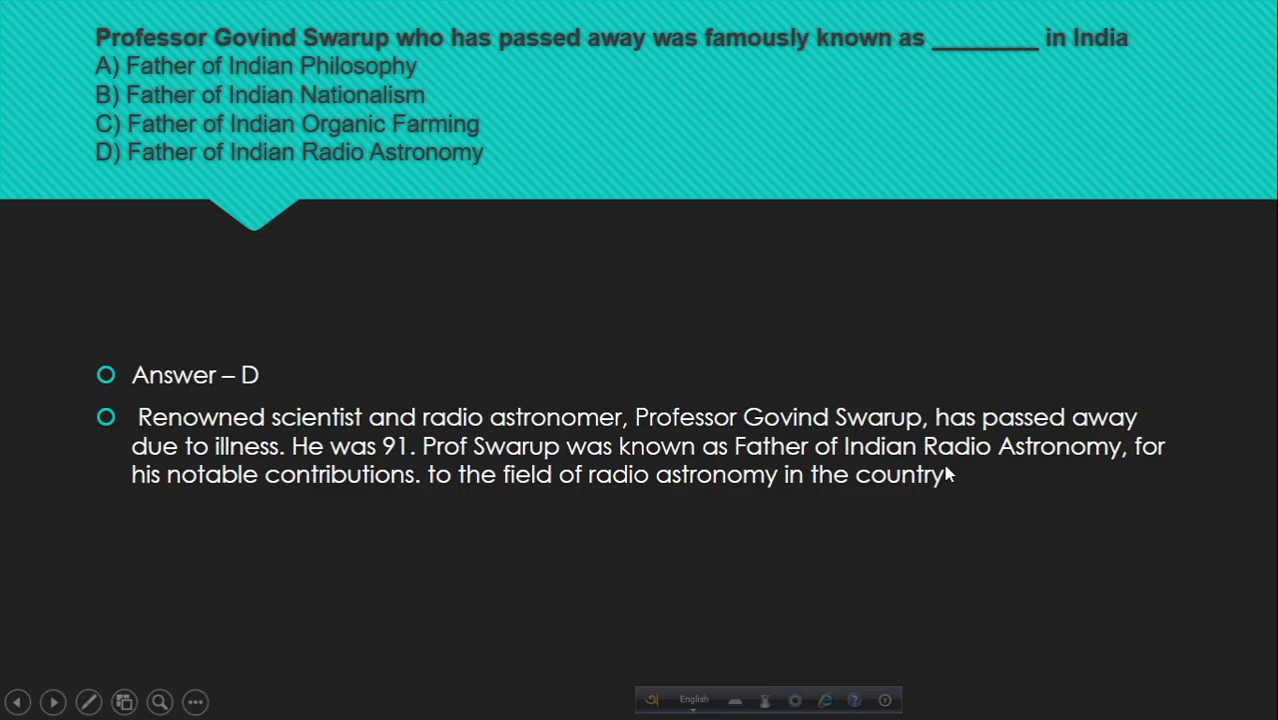 Professor Govind Swarup who has passed away was famously known as ________ in India
A) Father of Indian Philosophy
B) Father of Indian Nationalism
C) Father of Indian Organic Farming
D) Father of Indian Radio Astronomy
Answer – D
Renowned scientist and radio astronomer, Professor Govind Swarup, has passed away
due to illness. He was 91. Prof Swarup was known as Father of Indian Radio Astronomy, for
his notable contributions. to the field of radio astronomy in the country
English